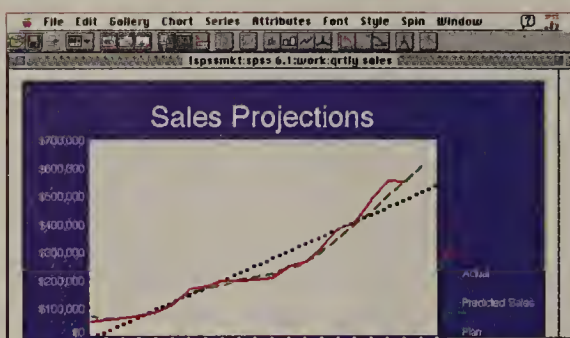 File Edit Gallery Chart Series Attributes Font Style Spin Window
spssmkt:spss 6.1:work:qrtly sales
Sales Projections
$700,000
$600,000
$500,000
$400,000
$300,000
$200,000
$100,000
$0
Actual
Predicted Sales
Plan